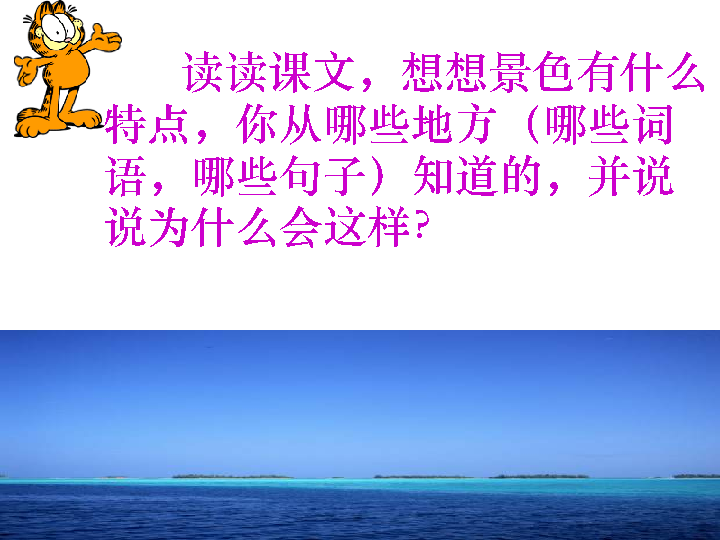 读读课文，想想景色有什么
特点，你从哪些地方（哪些词
语，哪些句子）知道的，并说
说为什么会这样？